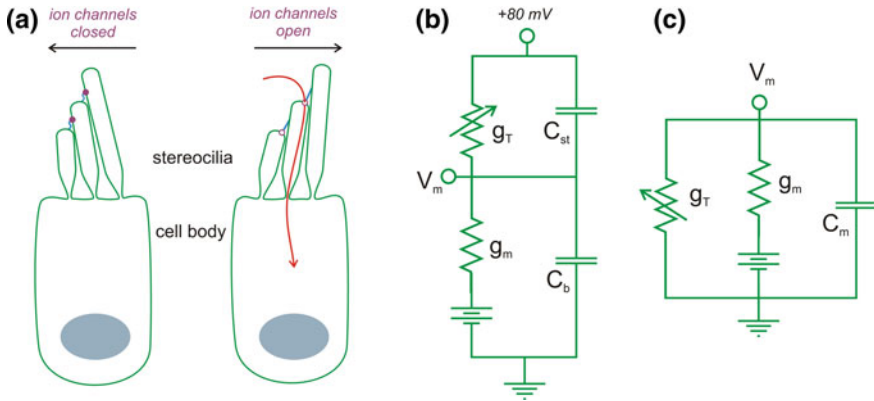 (a)
ion channels
closed
ion channels
open
stereocilia
cell body
(b)
+80 mV
gT
Cst
Vm
gm
Cb
(c)
Vm
gT
gm
Cm